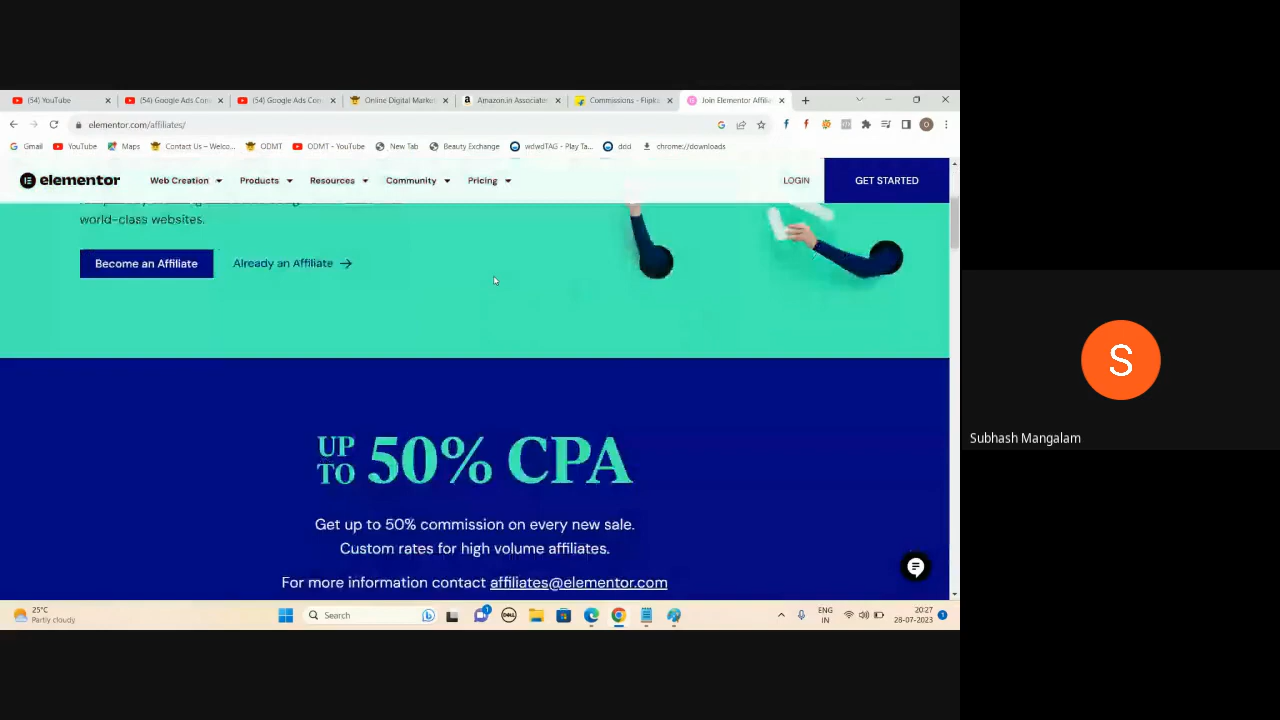 (54) YouTube
(54) Google Ads Con
(54) Google Ads Con
Online Digital Market
Amazon.in Associates
Commissions - Flipk
Join Elementor Affilia
elementor.com/affiliates/
Gmail
YouTube
Maps
Contact Us – Welco...
ODMT
ODMT - YouTube
New Tab
Beauty Exchange
wdwdTAG - Play Ta...
ddd
chrome://downloads
elementor
Web Creation
Products
Resources
Community
Pricing
LOGIN
GET STARTED
world-class websites.
Become an Affiliate
Already an Affiliate →
UP TO 50% CPA
Get up to 50% commission on every new sale.
Custom rates for high volume affiliates.
For more information contact affiliates@elementor.com
S
Subhash Mangalam
25°C
Partly cloudy
Search
1
DELL
ENG
IN
20:27
28-07-2023
1